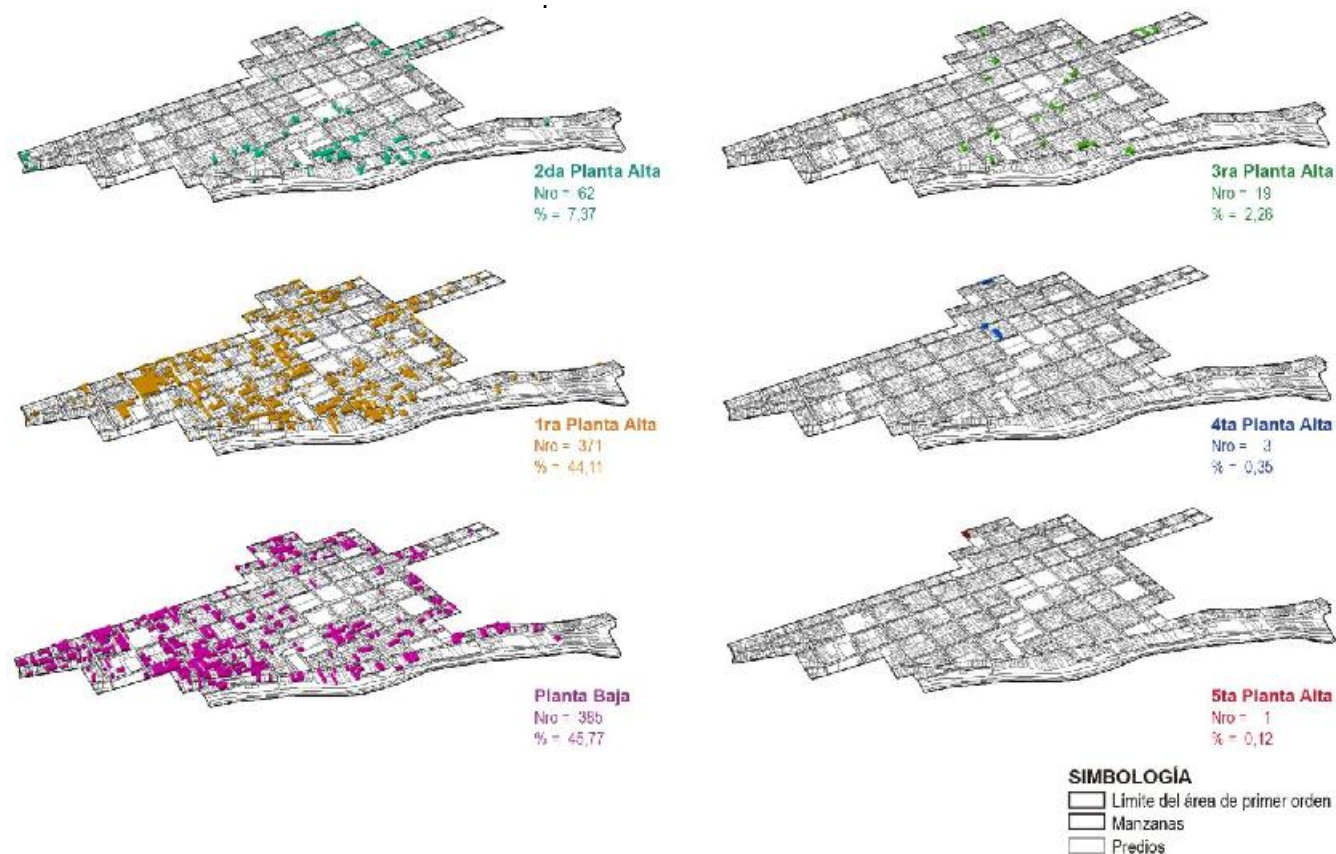 2da Planta Alta
Nro = 62
% = 7,37
3ra Planta Alta
Nro = 19
% = 2,26
1ra Planta Alta
Nro = 371
% = 44,11
4ta Planta Alta
Nro = 3
% = 0,35
Planta Baja
Nro = 385
% = 45,77
5ta Planta Alta
Nro = 1
% = 0,12
SIMBOLOGÍA
Límite del área de primer orden
Manzanas
Predios